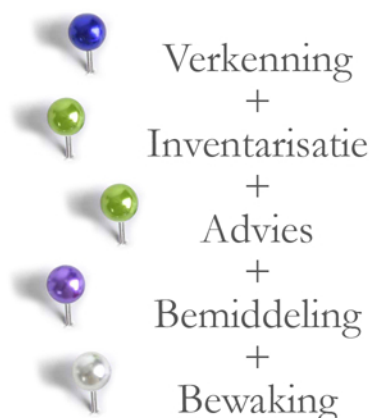 Verkenning
+
Inventarisatie
+
Advies
+
Bemiddeling
+
Bewaking